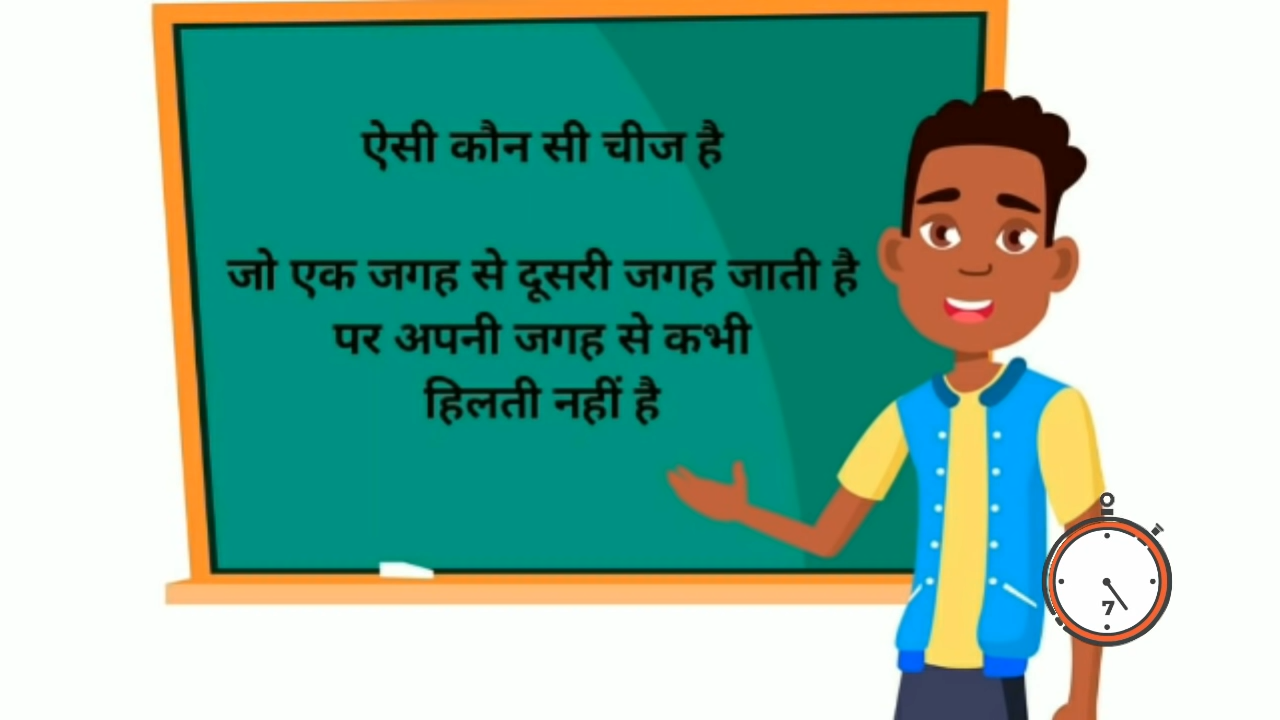 ऐसी कौन सी चीज है
जो एक जगह से दूसरी जगह जाती है
पर अपनी जगह से कभी
हिलती नहीं है
7